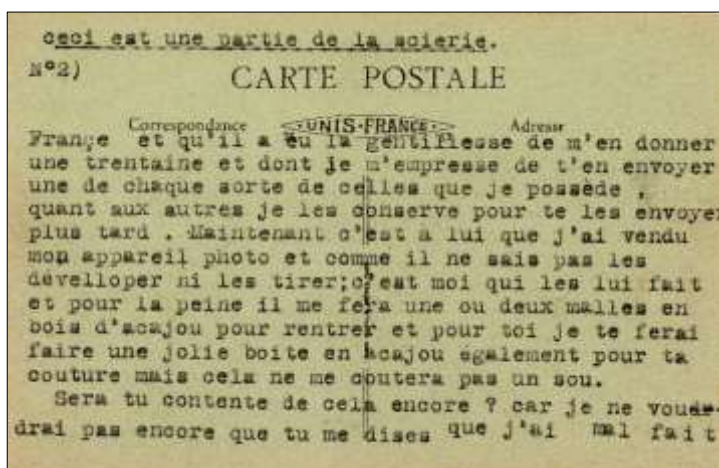 ceci est une partie de la scierie.
N°2)
CARTE POSTALE
Correspondance UNIS-FRANCE Adresse
France et qu'il a eu la gentillesse de m'en donner
une trentaine et dont je m'empresse de t'en envoyer
une de chaque sorte de celles que je possède ,
quant aux autres je les conserve pour te les envoyer
plus tard . Maintenant c'est a lui que j'ai vendu
mon appareil photo et comme il ne sais pas les
develloper ni les tirer;c'est moi qui les lui fait
et pour la peine il me fera une ou deux malles en
bois d'acajou pour rentrer et pour toi je te ferai
faire une jolie boite en acajou également pour ta
couture mais cela ne me coutera pas un sou.
Sera tu contente de cela encore ? car je ne voud
drai pas encore que tu me dises que j'ai mal fait